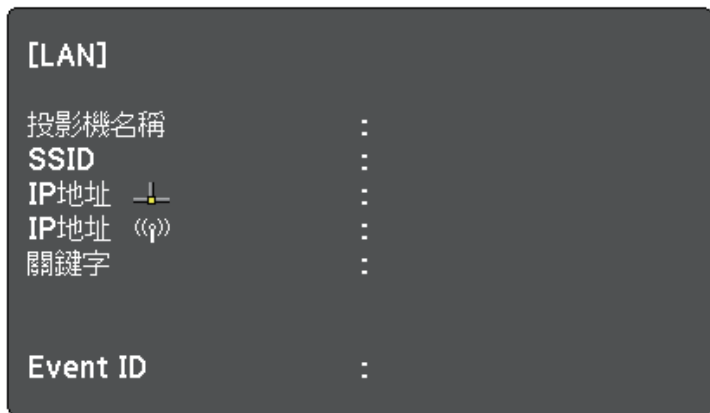 [LAN]
投影機名稱 :
SSID :
IP地址 :
IP地址 :
關鍵字 :
Event ID :